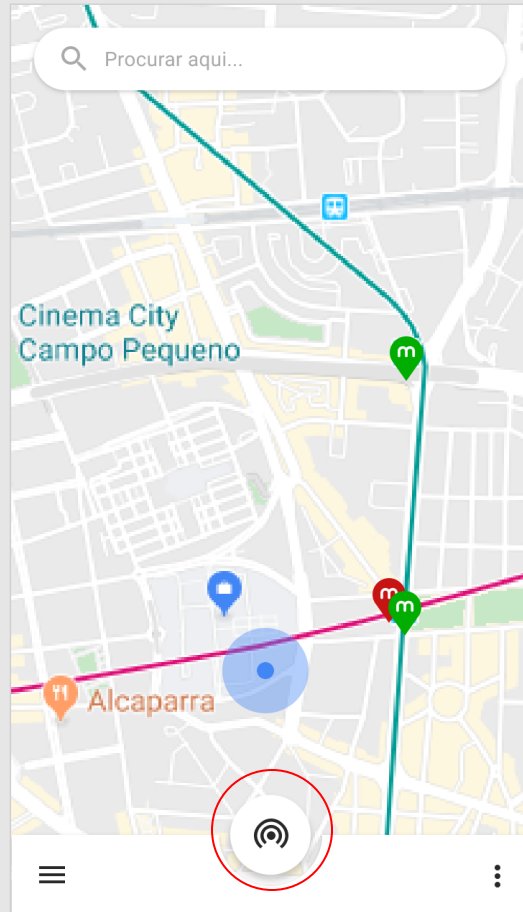 Procurar aqui...
Cinema City
Campo Pequeno
m
m
m
Alcaparra